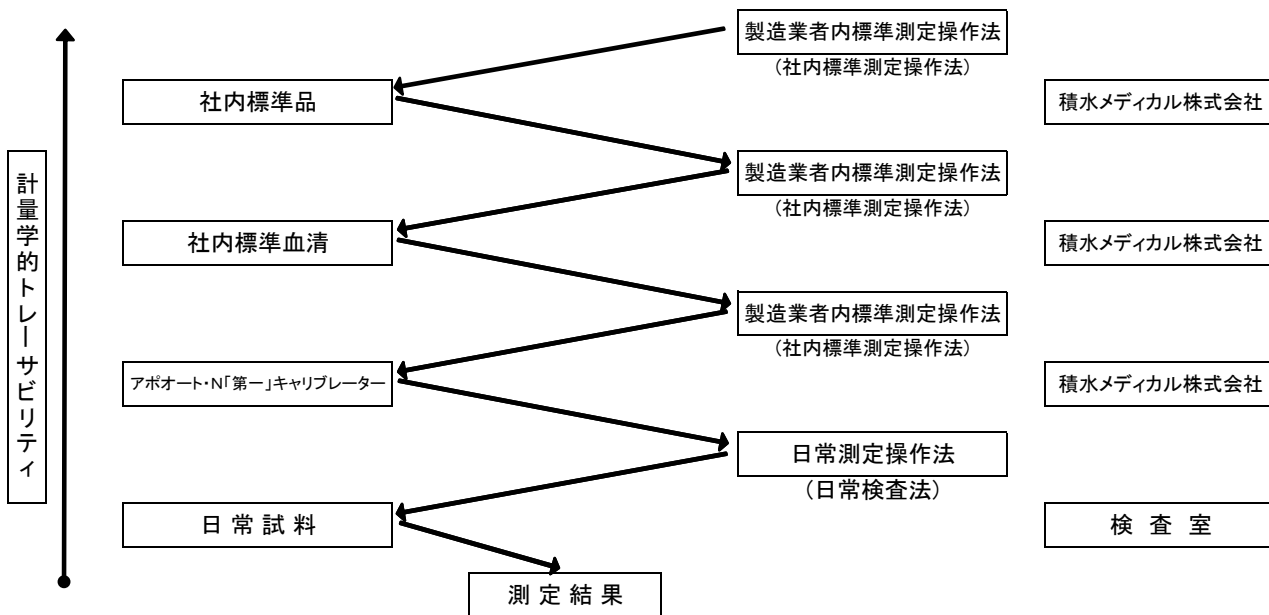 製造業者内標準測定操作法
(社内標準測定操作法)
社内標準品
積水メディカル株式会社
製造業者内標準測定操作法
(社内標準測定操作法)
社内標準血清
積水メディカル株式会社
製造業者内標準測定操作法
(社内標準測定操作法)
アポオート・N「第一」キャリブレーター
積水メディカル株式会社
日常測定操作法
(日常検査法)
日常試料
検査室
測定結果
計量学的トレーサビリティ